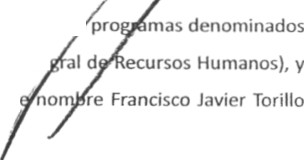 programas denominados
gral de Recursos Humanos), y
e nombre Francisco Javier Torillo